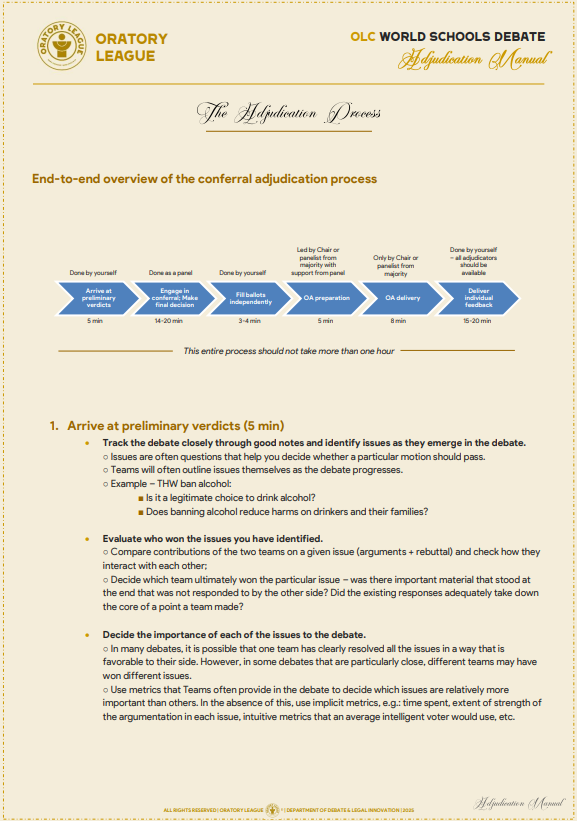 ORATORY LEAGUE
ORATORY
LEAGUE
OLC WORLD SCHOOLS DEBATE
Adjudication Manual
The Adjudication Process
End-to-end overview of the conferral adjudication process
Done by yourself
Arrive at
preliminary
verdicts
5 min
Done as a panel
Engage in
conferral; Make
final decision
14-20 min
Done by yourself
Fill ballots
independently
3-4 min
Led by Chair or
panelist from
majority with
support from panel
OA preparation
5 min
Only by Chair or
panelist from
majority
OA delivery
8 min
Done by yourself
– all adjudicators
should be
available
Deliver
individual
feedback
15-20 min
This entire process should not take more than one hour
1. Arrive at preliminary verdicts (5 min)
• Track the debate closely through good notes and identify issues as they emerge in the debate.
○ Issues are often questions that help you decide whether a particular motion should pass.
○ Teams will often outline issues themselves as the debate progresses.
○ Example – THW ban alcohol:
■ Is it a legitimate choice to drink alcohol?
■ Does banning alcohol reduce harms on drinkers and their families?
• Evaluate who won the issues you have identified.
○ Compare contributions of the two teams on a given issue (arguments + rebuttal) and check how they
interact with each other;
○ Decide which team ultimately won the particular issue – was there important material that stood at
the end that was not responded to by the other side? Did the existing responses adequately take down
the core of a point a team made?
• Decide the importance of each of the issues to the debate.
○ In many debates, it is possible that one team has clearly resolved all the issues in a way that is
favorable to their side. However, in some debates that are particularly close, different teams may have
won different issues.
○ Use metrics that Teams often provide in the debate to decide which issues are relatively more
important than others. In the absence of this, use implicit metrics, e.g.: time spent, extent of strength of
the argumentation in each issue, intuitive metrics that an average intelligent voter would use, etc.
ALL RIGHTS RESERVED | ORATORY LEAGUE ® | DEPARTMENT OF DEBATE & LEGAL INNOVATION | 2025
Adjudication Manual